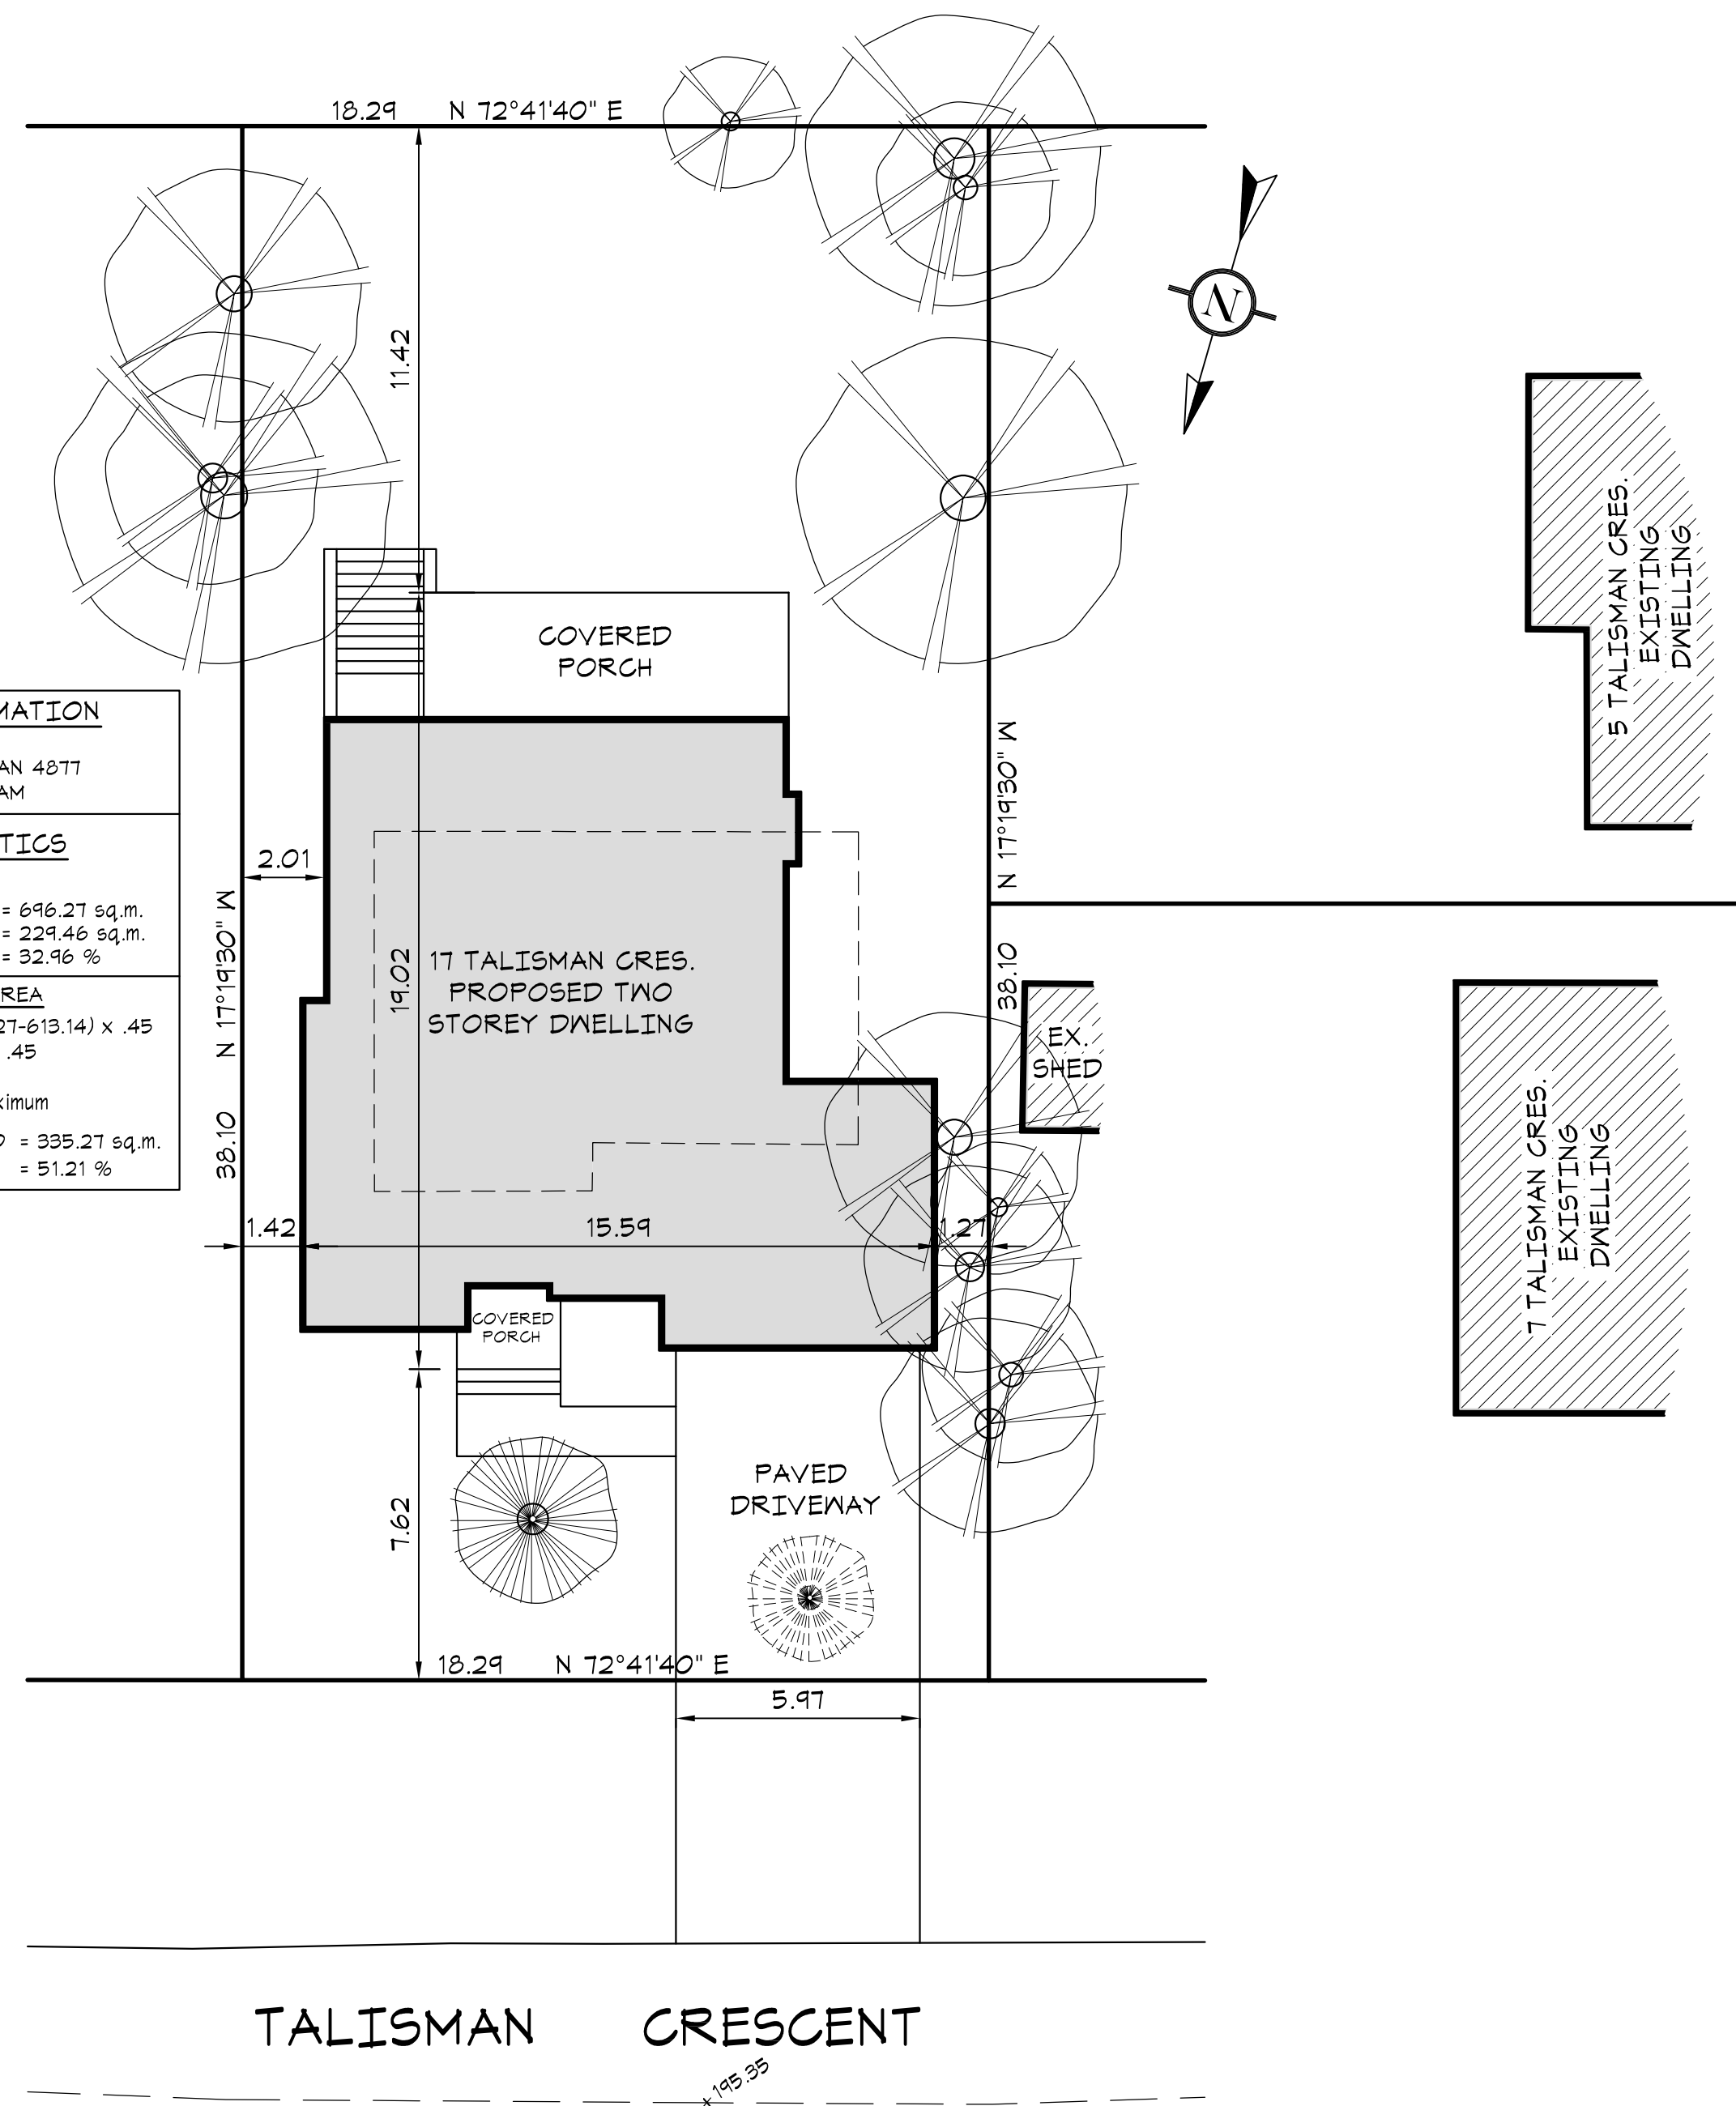 18.29 N 72°41'40" E
N
11.42
COVERED
PORCH
5 TALISMAN CRES.
EXISTING
DWELLING
MATION
AN 4877
AM
TICS
= 696.27 sq.m.
= 229.46 sq.m.
= 32.96 %
REA
27-613.14) x .45
.45
ximum
= 335.27 sq.m.
= 51.21 %
2.01
N 17°19'30" W
38.10
19.02
17 TALISMAN CRES.
PROPOSED TWO
STOREY DWELLING
N 17°19'30" W
38.10
EX.
SHED
7 TALISMAN CRES.
EXISTING
DWELLING
1.42
15.59
1.27
COVERED
PORCH
7.62
PAVED
DRIVEWAY
18.29 N 72°41'40" E
5.97
TALISMAN CRESCENT
x195.35